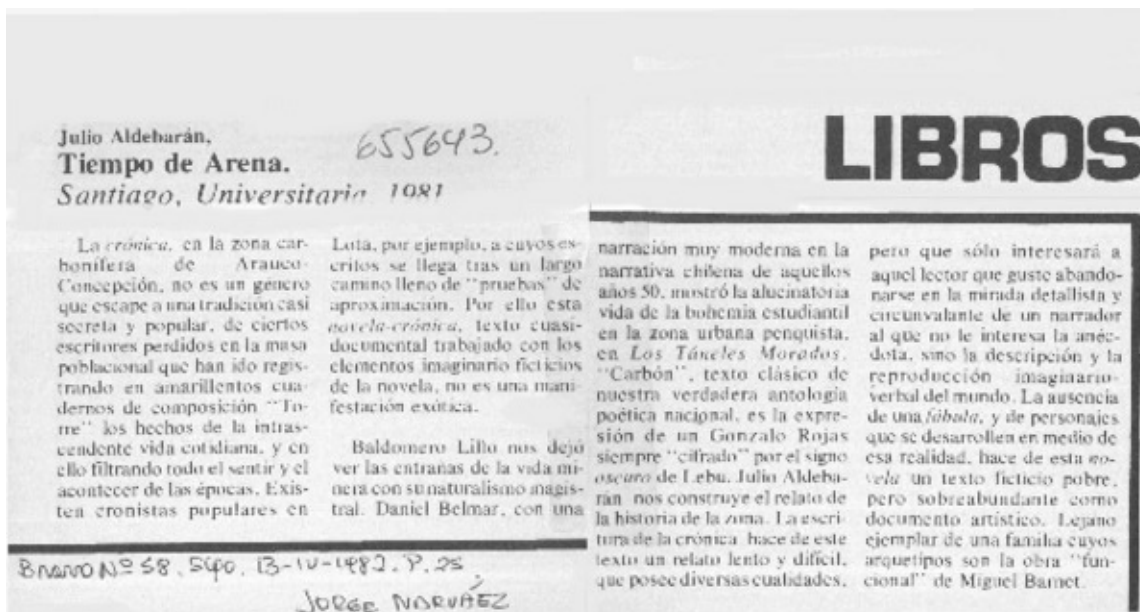 Julio Aldebarán,
Tiempo de Arena.
Santiago, Universitaria, 1981
655643.
LIBROS
La crónica, en la zona car-
bonífera de Arauco-
Concepción, no es un género
que escape a una tradición casi
secreta y popular, de ciertos
escritores perdidos en la masa
poblacional que han ido regis-
trando en amarillentos cua-
dernos de composición "To-
rre" los hechos de la intras-
cendente vida cotidiana, y en
ello filtrando todo el sentir y el
acontecer de las épocas. Exis-
ten cronistas populares en
Lota, por ejemplo, a cuyos es-
critos se llega tras un largo
camino lleno de "pruebas" de
aproximación. Por ello esta
novela-crónica, texto cuasi-
documental trabajado con los
elementos imaginario ficticios
de la novela, no es una mani-
festación exótica.
Baldomero Lillo nos dejó
ver las entrañas de la vida mi-
nera con su naturalismo magis-
tral. Daniel Belmar, con una
narración muy moderna en la
narrativa chilena de aquellos
años 50, mostró la alucinatoria
vida de la bohemia estudiantil
en la zona urbana penquista,
en Los Túneles Morados.
"Carbón", texto clásico de
nuestra verdadera antología
poética nacional, es la expre-
sión de un Gonzalo Rojas
siempre "cifrado" por el signo
oscuro de Lebu. Julio Aldeba-
rán nos construye el relato de
la historia de la zona. La escri-
tura de la crónica hace de este
texto un relato lento y difícil,
que posee diversas cualidades,
pero que sólo interesará a
aquel lector que guste abando-
narse en la mirada detallista y
circunvalante de un narrador
al que no le interesa la anéc-
dota, sino la descripción y la
reproducción imaginario-
verbal del mundo. La ausencia
de una fábula, y de personajes
que se desarrollen en medio de
esa realidad, hace de esta no-
vela un texto ficticio pobre,
pero sobreabundante como
documento artístico. Lejano
ejemplar de una familia cuyos
arquetipos son la obra "fun-
cional" de Miguel Barnet.
Bravo Nº 58, Stgo, 13-IV-1982. P. 25
JORGE NARVÁEZ